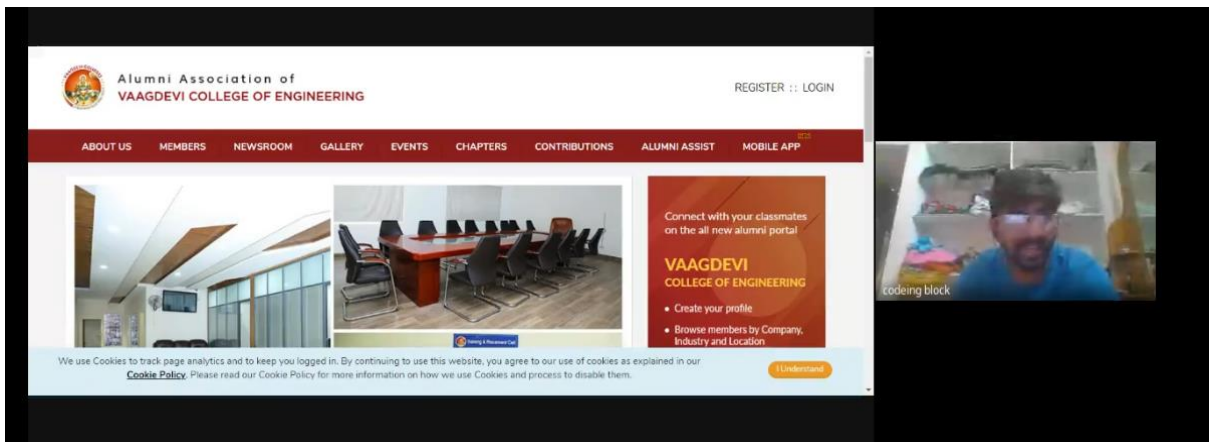 Alumni Association of
VAAGDEVI COLLEGE OF ENGINEERING
REGISTER :: LOGIN
ABOUT US MEMBERS NEWSROOM GALLERY EVENTS CHAPTERS CONTRIBUTIONS ALUMNI ASSIST MOBILE APP
Connect with your classmates
on the all new alumni portal
VAAGDEVI
COLLEGE OF ENGINEERING
• Create your profile
• Browse members by Company,
Industry and Location
Training & Placement Cell
We use Cookies to track page analytics and to keep you logged in. By continuing to use this website, you agree to our use of cookies as explained in our
Cookie Policy. Please read our Cookie Policy for more information on how we use Cookies and process to disable them.
I Understand
codeing block